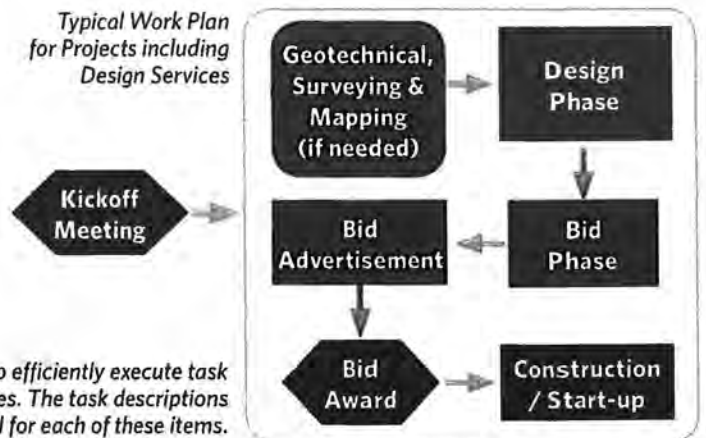 Typical Work Plan
for Projects including
Design Services
Geotechnical,
Surveying &
Mapping
(if needed)
Design
Phase
Kickoff
Meeting
Bid
Advertisement
Bid
Phase
Bid
Award
Construction
/ Start-up
efficiently execute task
The task descriptions
for each of these items.